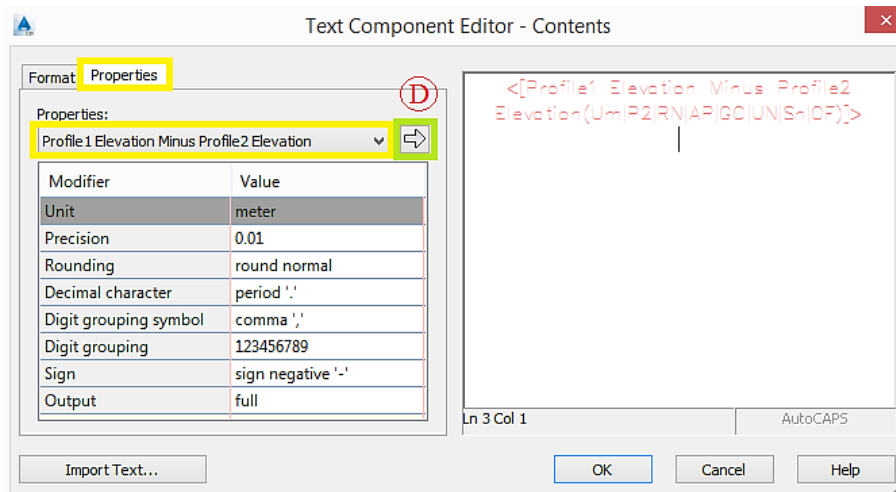 Text Component Editor - Contents
Format Properties
D
Properties:
Profile1 Elevation Minus Profile2 Elevation
Modifier Value
Unit meter
Precision 0.01
Rounding round normal
Decimal character period '.'
Digit grouping symbol comma ','
Digit grouping 123456789
Sign sign negative '-'
Output full
<[Profile1 Elevation Minus Profile2
Elevation(Um|P2|RN|AP|GC|UN|Sn|OF)]>
Ln 3 Col 1 AutoCAPS
Import Text... OK Cancel Help